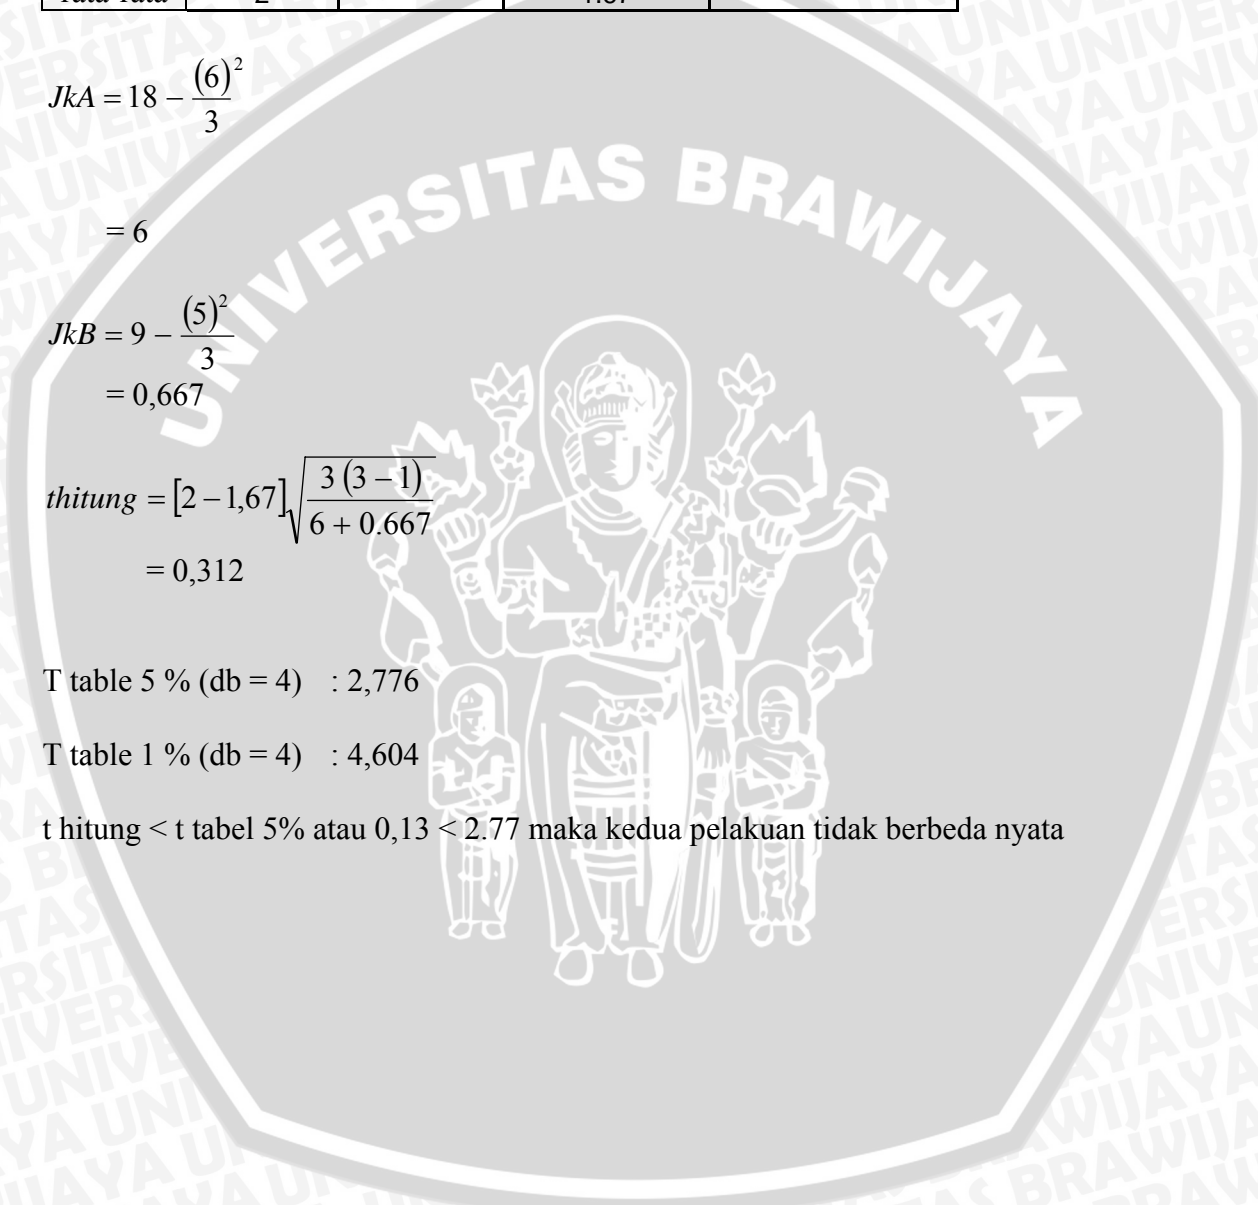 rata-rata 2 1.67
JkA = 18 − (6)² / 3
= 6
UNIVERSITAS BRAWIJAYA
JkB = 9 − (5)² / 3
= 0,667
thitung = [2 − 1,67] √(3 (3 − 1) / 6 + 0.667)
= 0,312
T table 5 % (db = 4) : 2,776
T table 1 % (db = 4) : 4,604
t hitung < t tabel 5% atau 0,13 < 2.77 maka kedua pelakuan tidak berbeda nyata